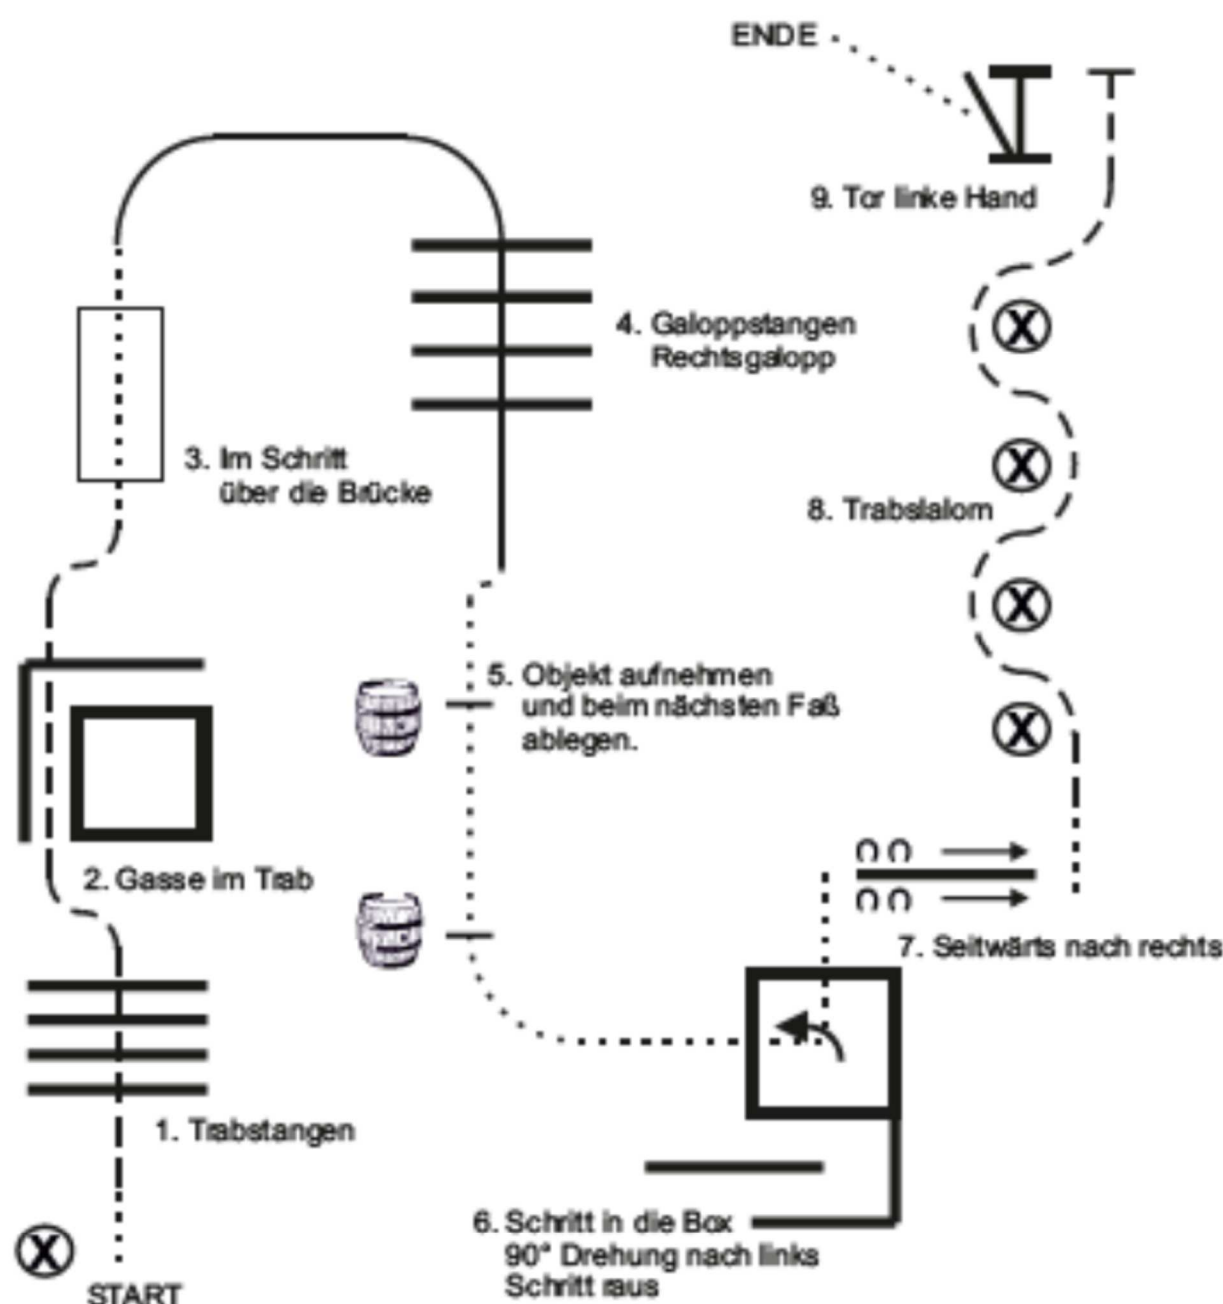 ENDE
9. Tor linke Hand
4. Galoppstangen
Rechtsgalopp
X
3. Im Schritt
über die Brücke
X
8. Trabslalom
X
5. Objekt aufnehmen
und beim nächsten Faß
ablegen.
X
2. Gasse im Trab
7. Seitwärts nach rechts
1. Trabstangen
6. Schritt in die Box
90° Drehung nach links
Schritt raus
X
START